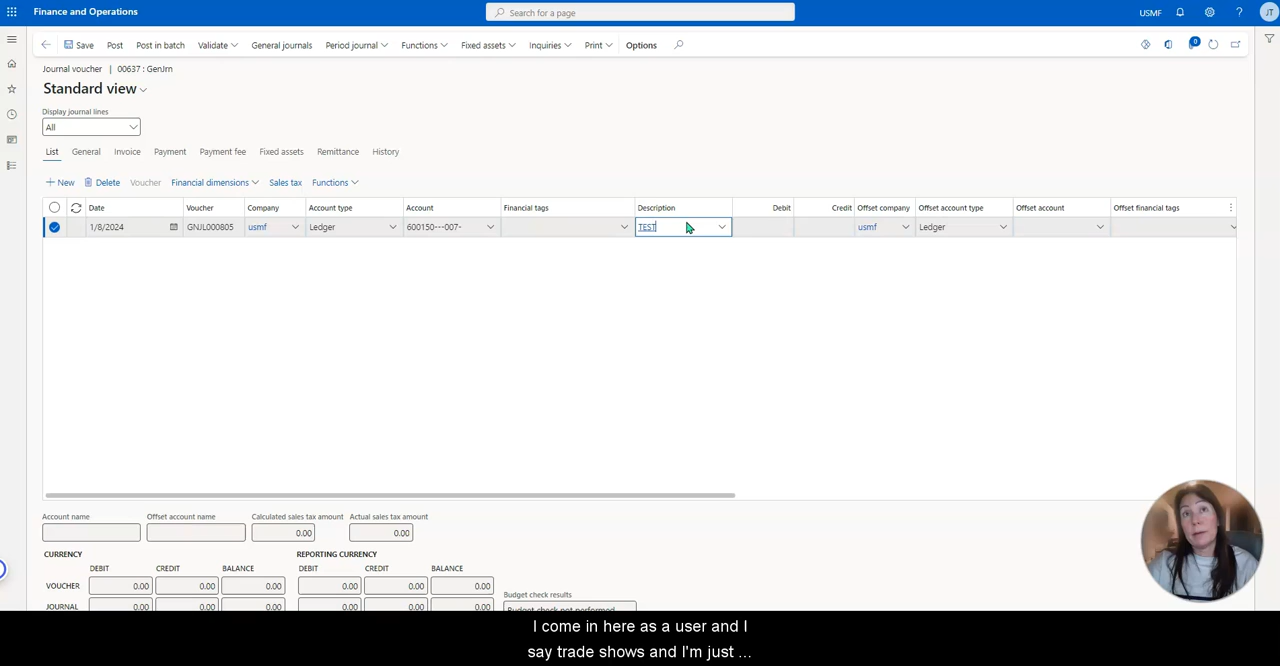 Finance and Operations
Search for a page
USMF
?
JT
Save Post Post in batch Validate General journals Period journal Functions Fixed assets Inquiries Print Options
0
Journal voucher | 00637 : GenJrn
Standard view
Display journal lines
All
List General Invoice Payment Payment fee Fixed assets Remittance History
+ New Delete Voucher Financial dimensions Sales tax Functions
Date Voucher Company Account type Account Financial tags Description Debit Credit Offset company Offset account type Offset account Offset financial tags
1/8/2024 GNJL000805 usmf Ledger 600150---007- TEST usmf Ledger
Account name Offset account name Calculated sales tax amount Actual sales tax amount
0.00 0.00
CURRENCY REPORTING CURRENCY
DEBIT CREDIT BALANCE DEBIT CREDIT BALANCE
VOUCHER 0.00 0.00 0.00 0.00 0.00 0.00
Budget check results
JOURNAL 0.00 0.00 0.00 0.00 0.00 0.00 Budget check not performed
I come in here as a user and I
say trade shows and I'm just ...